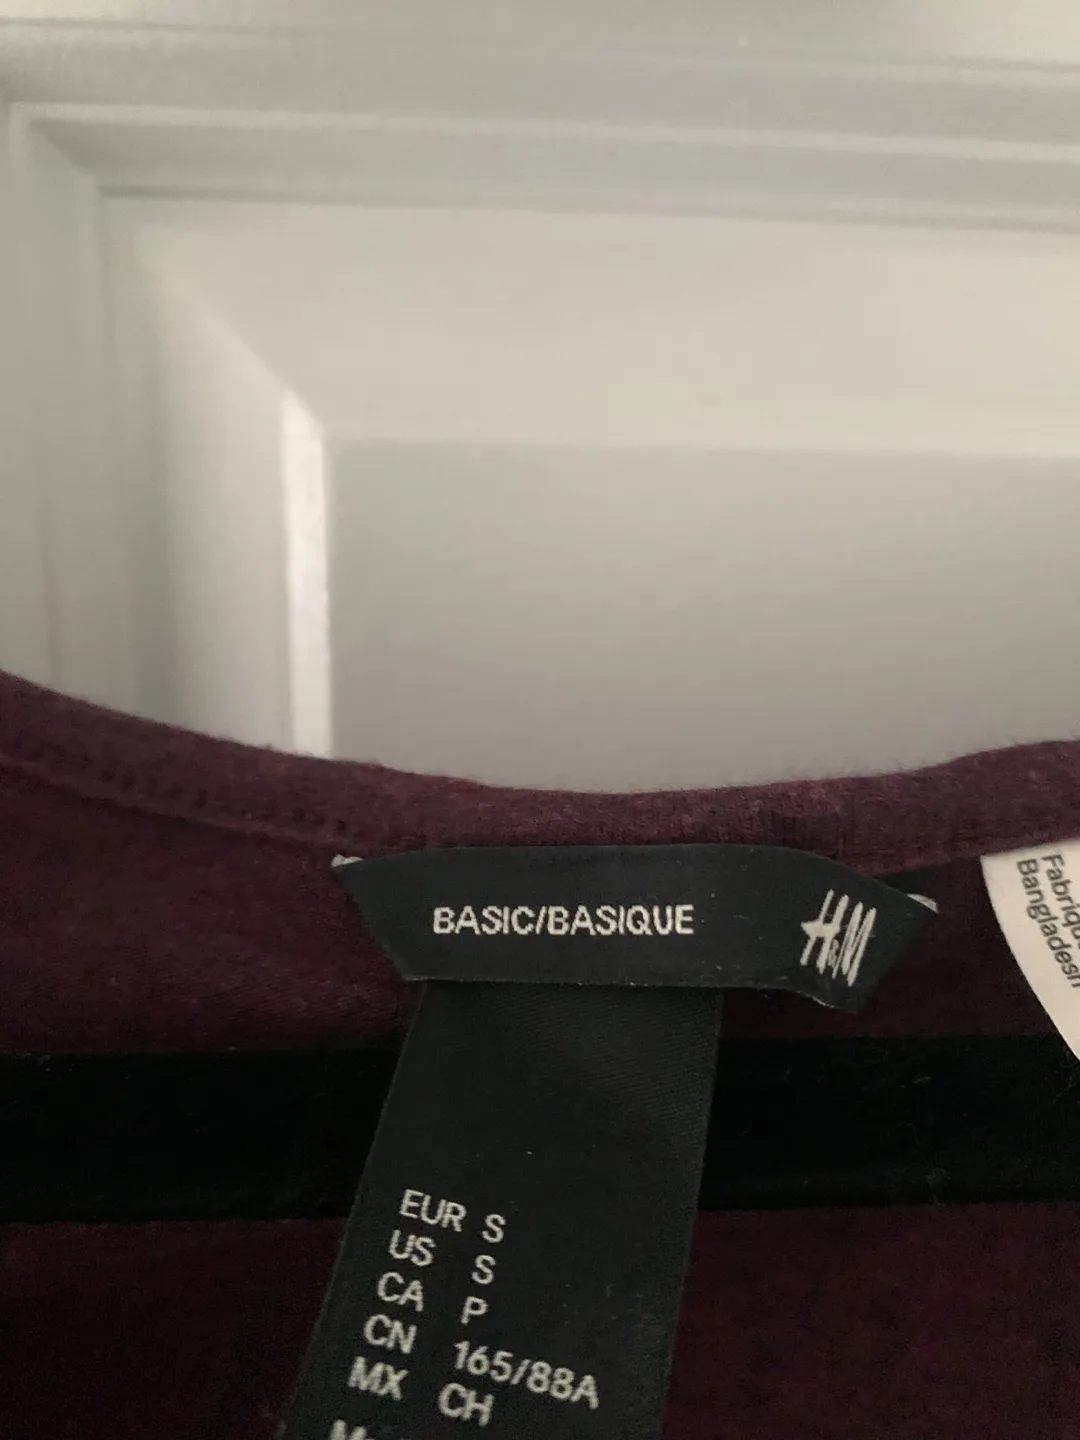 BASIC/BASIQUE
H&M
Bangladesh
EUR S
US S
CA P
CN 165/88A
MX CH